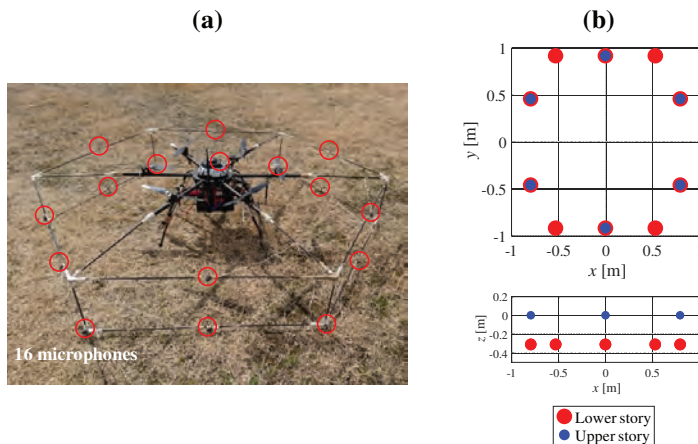 (a)
(b)
16 microphones
1
0.5
0
-0.5
-1
y [m]
-1
-0.5
0
0.5
x [m]
0.2
0
-0.2
-0.4
z [m]
-1
-0.5
0
0.5
x [m]
Lower story
Upper story